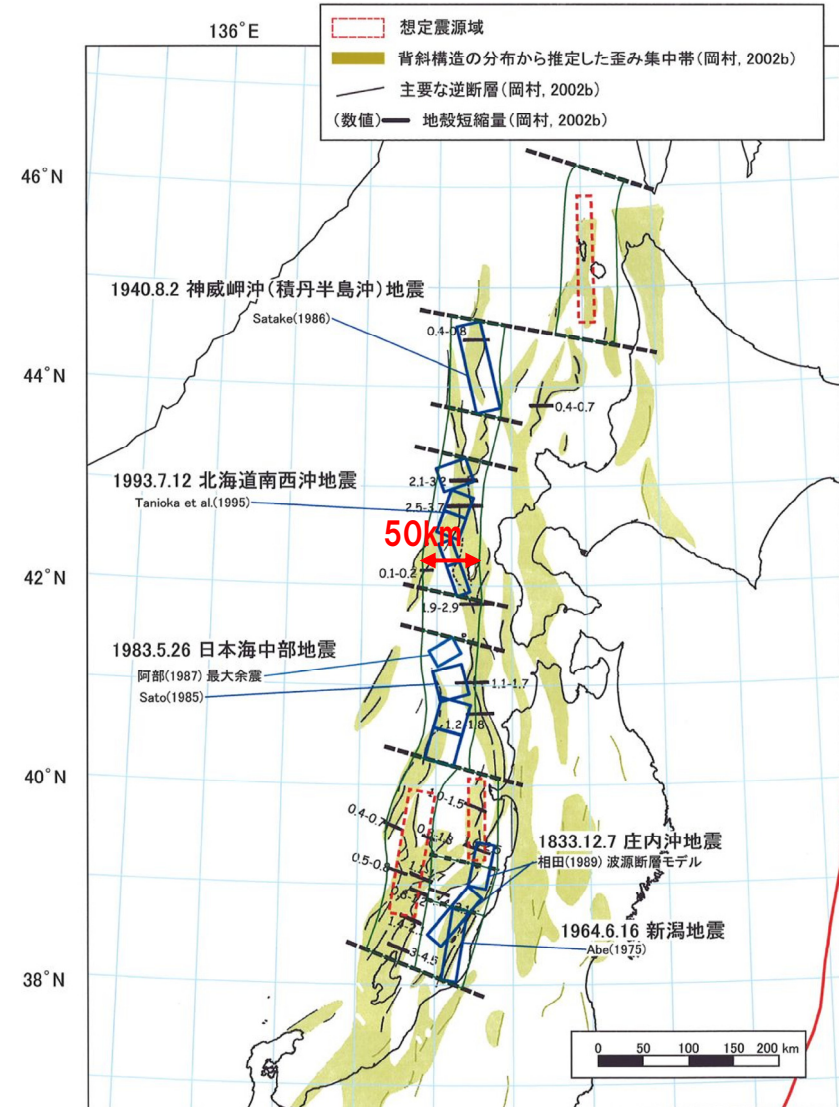 136°E
想定震源域
背斜構造の分布から推定した歪み集中帯(岡村, 2002b)
主要な逆断層(岡村, 2002b)
(数値) 地殻短縮量(岡村, 2002b)
46°N
1940.8.2 神威岬沖(積丹半島沖)地震
Satake(1986)
0.4-0.8
44°N
0.4-0.7
1993.7.12 北海道南西沖地震
Tanioka et al.(1995)
2.1-3.2
2.5-3.7
50km
42°N
0.1-0.2
1.9-2.9
1983.5.26 日本海中部地震
阿部(1987) 最大余震
Sato(1985)
1.1-1.7
1.2-1.8
40°N
1.0-1.5
0.4-0.7
1833.12.7 庄内沖地震
相田(1989) 波源断層モデル
0.5-0.8
1964.6.16 新潟地震
Abe(1975)
3-4.5
38°N
0 50 100 150 200 km